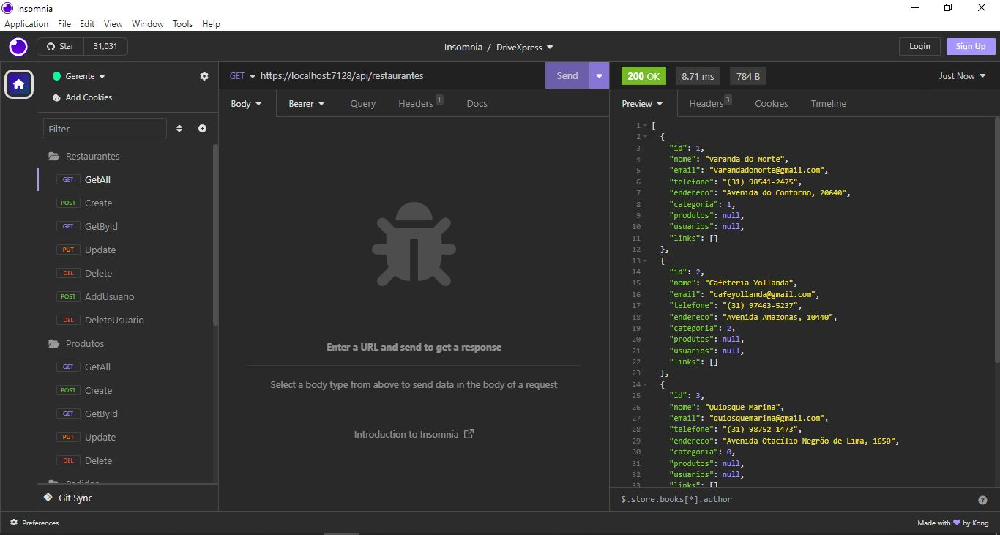 Insomnia
Application File Edit View Window Tools Help
Star 31,031
Insomnia / DriveXpress
Login Sign Up
Gerente
Add Cookies
Filter
Restaurantes
GET GetAll
POST Create
GET GetById
PUT Update
DEL Delete
POST AddUsuario
DEL DeleteUsuario
Produtos
GET GetAll
POST Create
GET GetById
PUT Update
DEL Delete
Pedidos
Git Sync
GET https://localhost:7128/api/restaurantes Send
Body Bearer Query Headers 1 Docs
Enter a URL and send to get a response
Select a body type from above to send data in the body of a request
Introduction to Insomnia
200 OK 8.71 ms 784 B Just Now
Preview Headers 3 Cookies Timeline
1 [
2 {
3 "id": 1,
4 "nome": "Varanda do Norte",
5 "email": "varandadonorte@gmail.com",
6 "telefone": "(31) 98541-2475",
7 "endereco": "Avenida do Contorno, 20640",
8 "categoria": 1,
9 "produtos": null,
10 "usuarios": null,
11 "links": []
12 },
13 {
14 "id": 2,
15 "nome": "Cafeteria Yollanda",
16 "email": "cafeyollanda@gmail.com",
17 "telefone": "(31) 97463-5237",
18 "endereco": "Avenida Amazonas, 10440",
19 "categoria": 2,
20 "produtos": null,
21 "usuarios": null,
22 "links": []
23 },
24 {
25 "id": 3,
26 "nome": "Quiosque Marina",
27 "email": "quiosquemarina@gmail.com",
28 "telefone": "(31) 98752-1473",
29 "endereco": "Avenida Otacílio Negrão de Lima, 1650",
30 "categoria": 0,
31 "produtos": null,
32 "usuarios": null,
33 "links": []
$.store.books[*].author
Preferences
Made with by Kong